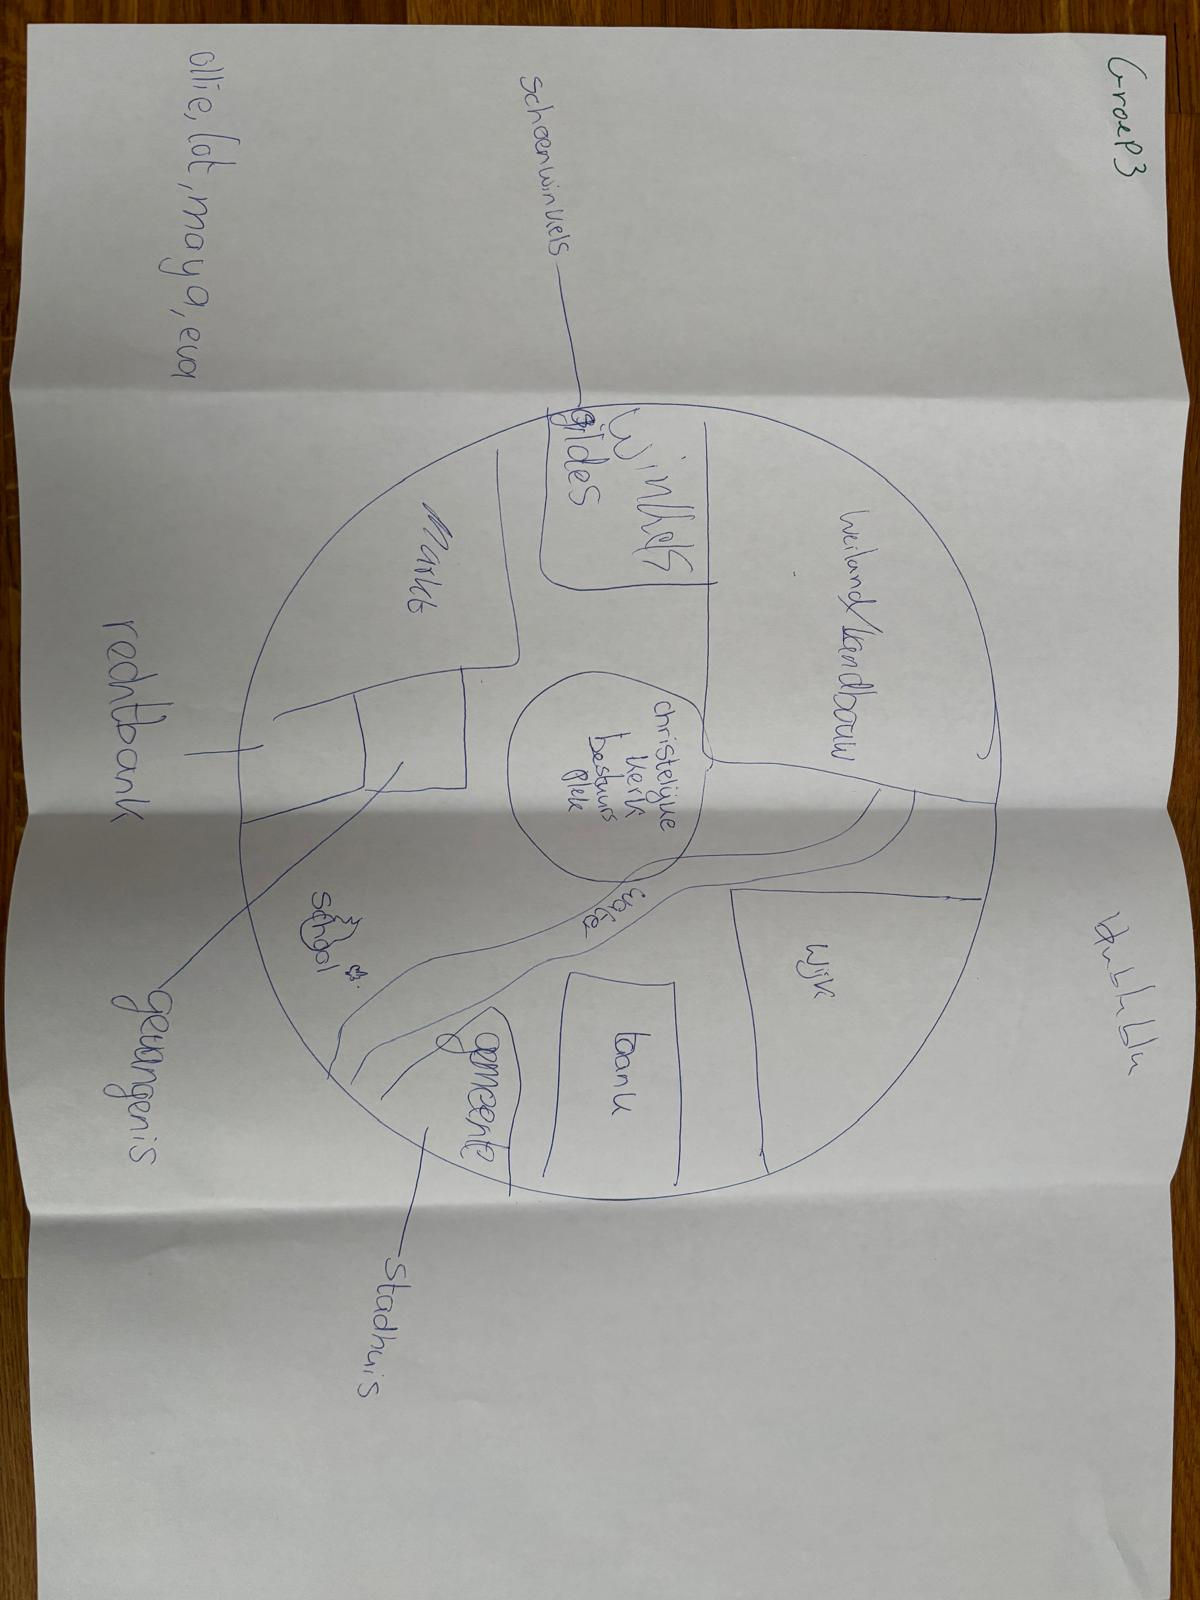 Groep 3
schoenwinkels
weiland/landbouw
winkels
gildes
Markt
christelijke
kerk
bestuurs
plek
wijk
bank
gemeente
school
rechtbank
gevangenis
Stadhuis
ollie, lot, maya, eva